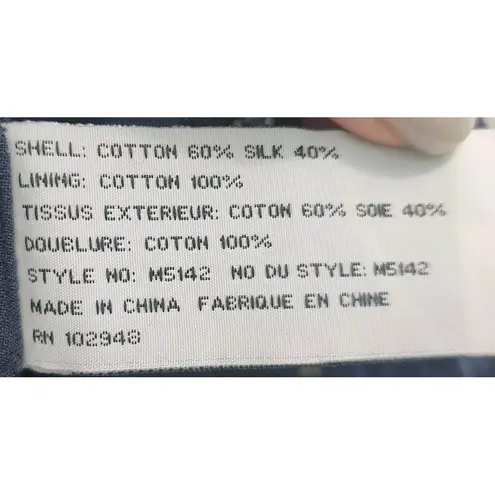 SHELL: COTTON 60% SILK 40%
LINING: COTTON 100%
TISSUS EXTERIEUR: COTON 60% SOIE 40%
DOUBLURE: COTON 100%
STYLE NO: M5142 NO DU STYLE: M5142
MADE IN CHINA FABRIQUE EN CHINE
RN 102948